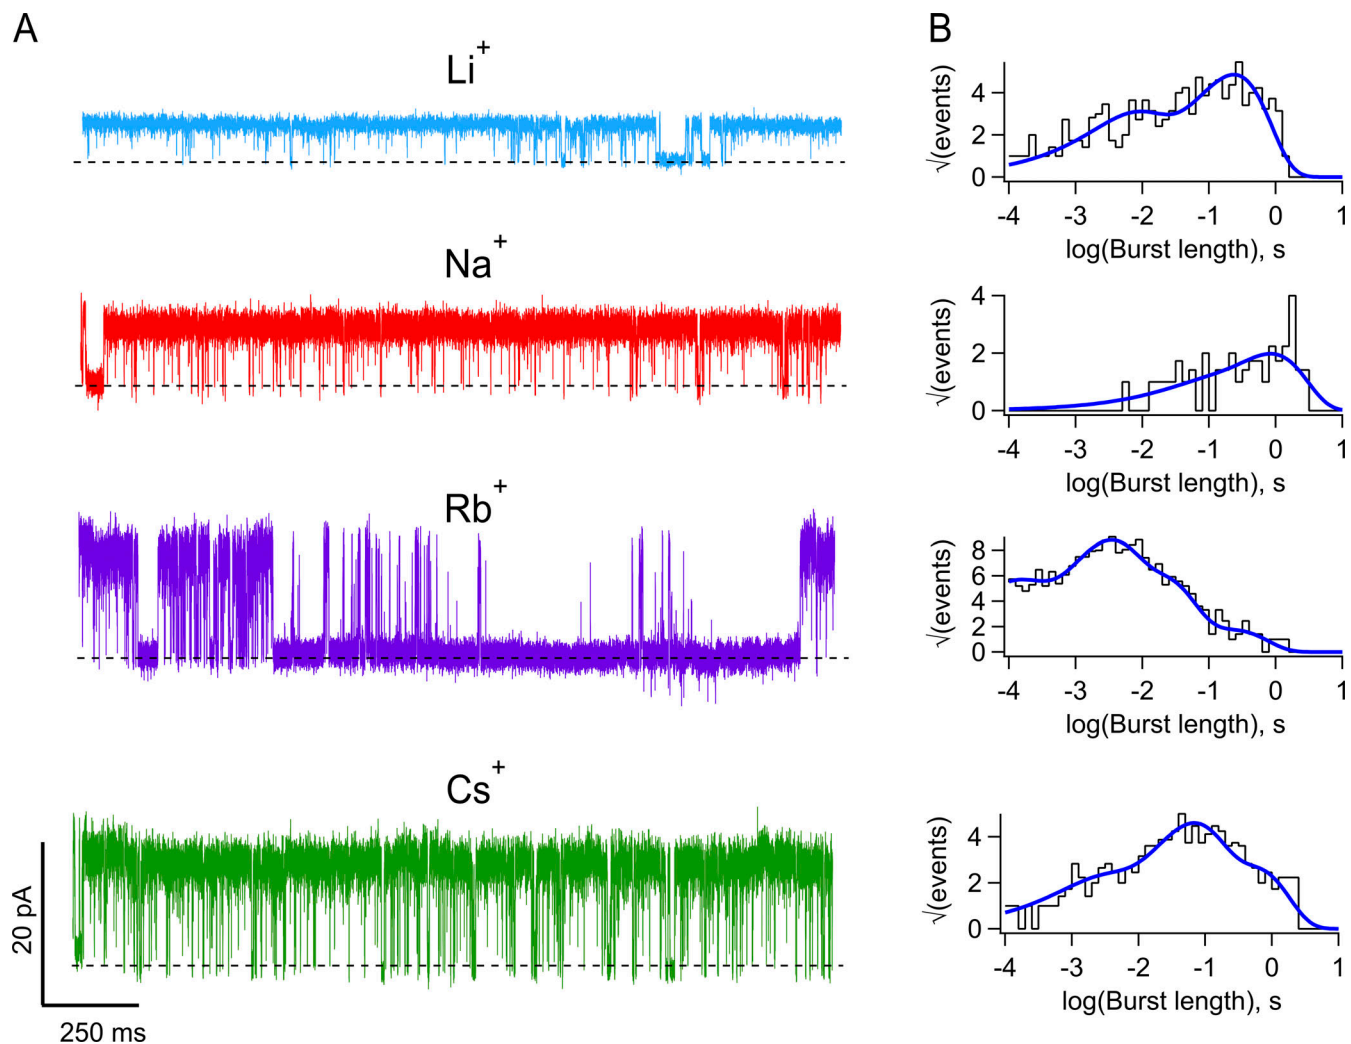 A
B
Li+
√(events)
4
2
0
-4 -3 -2 -1 0 1
log(Burst length), s
Na+
√(events)
4
2
0
-4 -3 -2 -1 0 1
log(Burst length), s
Rb+
√(events)
8
6
4
2
0
-4 -3 -2 -1 0 1
log(Burst length), s
Cs+
√(events)
4
2
0
-4 -3 -2 -1 0 1
log(Burst length), s
20 pA
250 ms